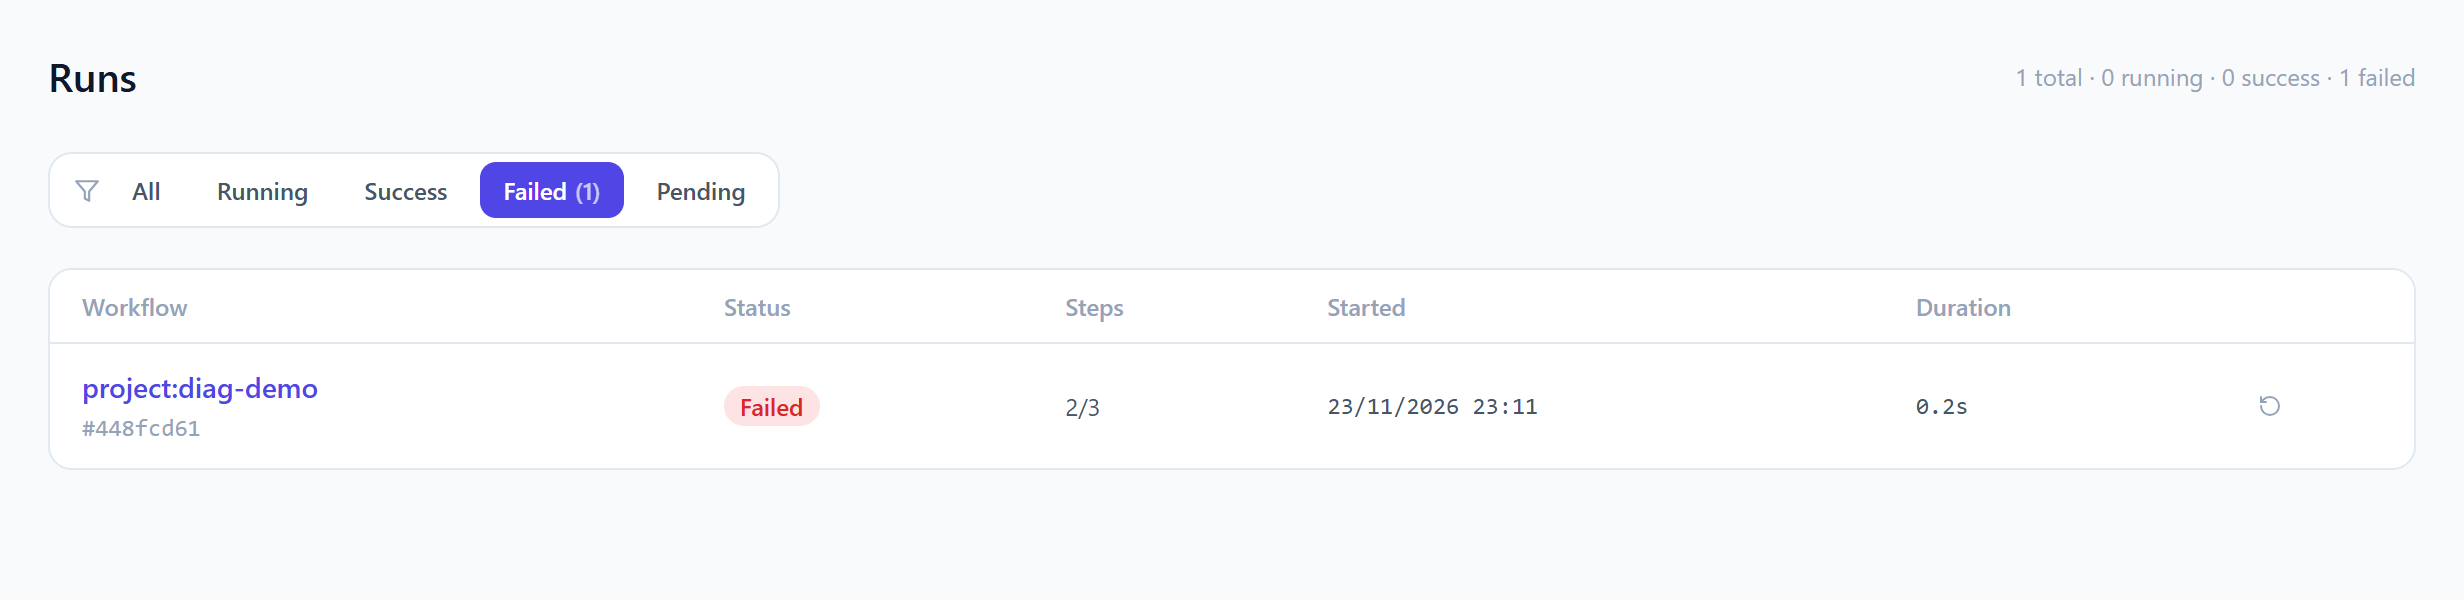 Runs
1 total · 0 running · 0 success · 1 failed
All Running Success Failed (1) Pending
Workflow Status Steps Started Duration
project:diag-demo
#448fcd61
Failed 2/3 23/11/2026 23:11 0.2s